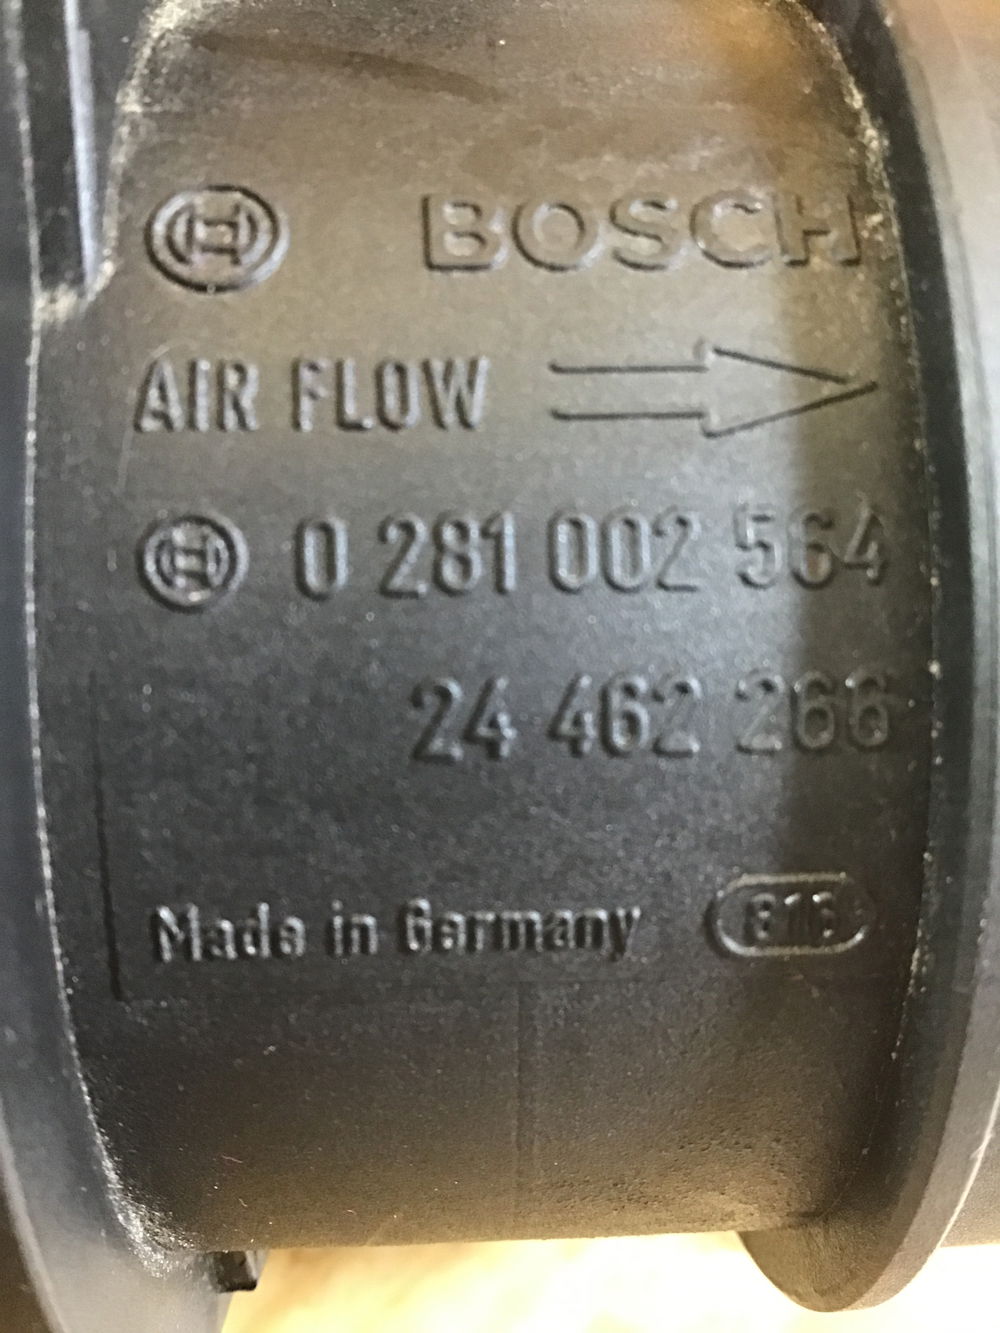 BOSCH
AIR FLOW
0 281 002 564
24 462 266
Made in Germany